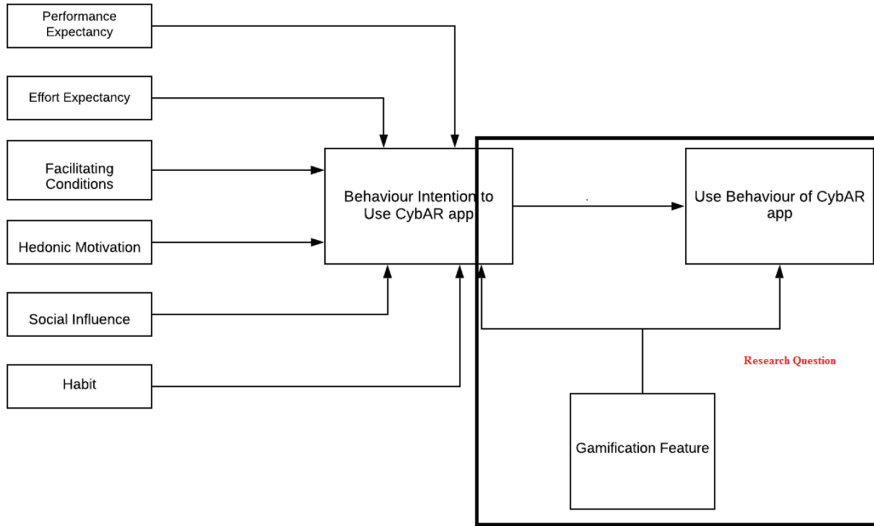 Performance
Expectancy
Effort Expectancy
Facilitating
Conditions
Hedonic Motivation
Social Influence
Habit
Behaviour Intention to
Use CybAR app
Use Behaviour of CybAR
app
Research Question
Gamification Feature